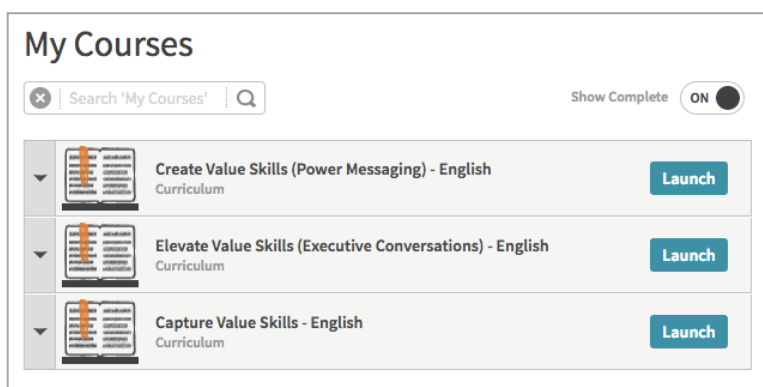 My Courses
Search 'My Courses'
Show Complete ON
Create Value Skills (Power Messaging) - English
Curriculum
Launch
Elevate Value Skills (Executive Conversations) - English
Curriculum
Launch
Capture Value Skills - English
Curriculum
Launch